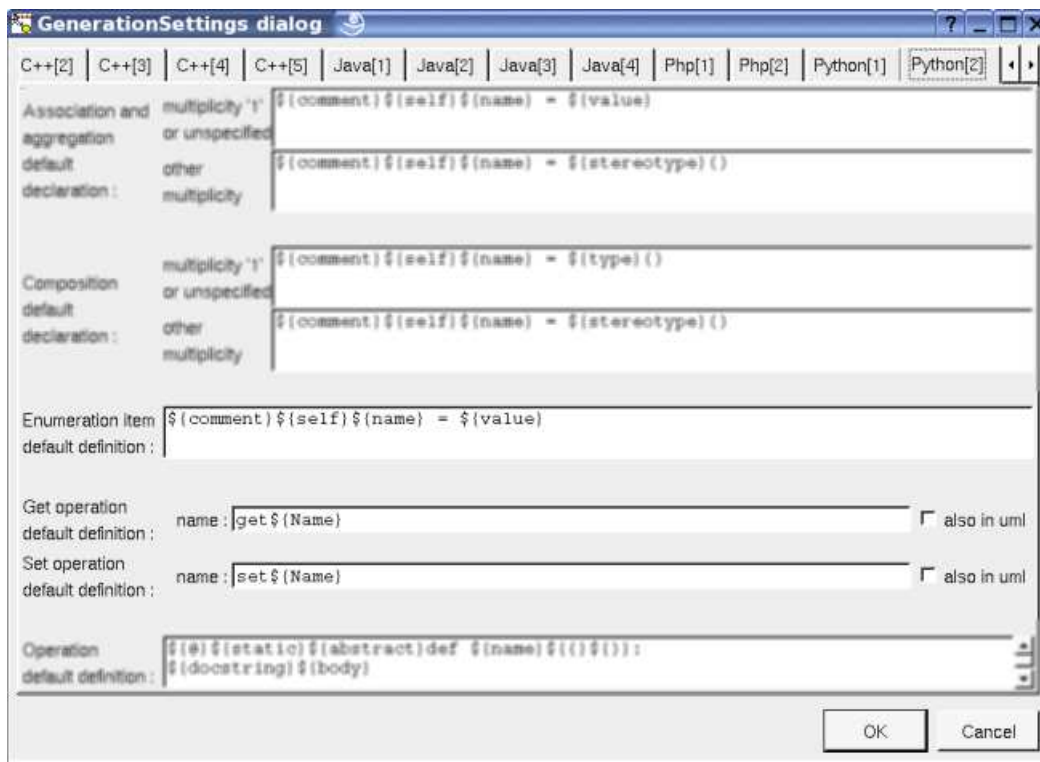 GenerationSettings dialog
C++[2] C++[3] C++[4] C++[5] Java[1] Java[2] Java[3] Java[4] Php[1] Php[2] Python[1] Python[2]
Association and aggregation default declaration :
multiplicity '1' or unspecified
${comment}${self}${name} = ${value}
other multiplicity
${comment}${self}${name} = ${stereotype}()
Composition default declaration :
multiplicity '1' or unspecified
${comment}${self}${name} = ${type}()
other multiplicity
${comment}${self}${name} = ${stereotype}()
Enumeration item default definition :
${comment}${self}${name} = ${value}
Get operation default definition :
name : get${Name}
also in uml
Set operation default definition :
name : set${Name}
also in uml
Operation default definition :
${@}${static}${abstract}def ${name}${(}${)}:
${docstring}${body}
OK Cancel